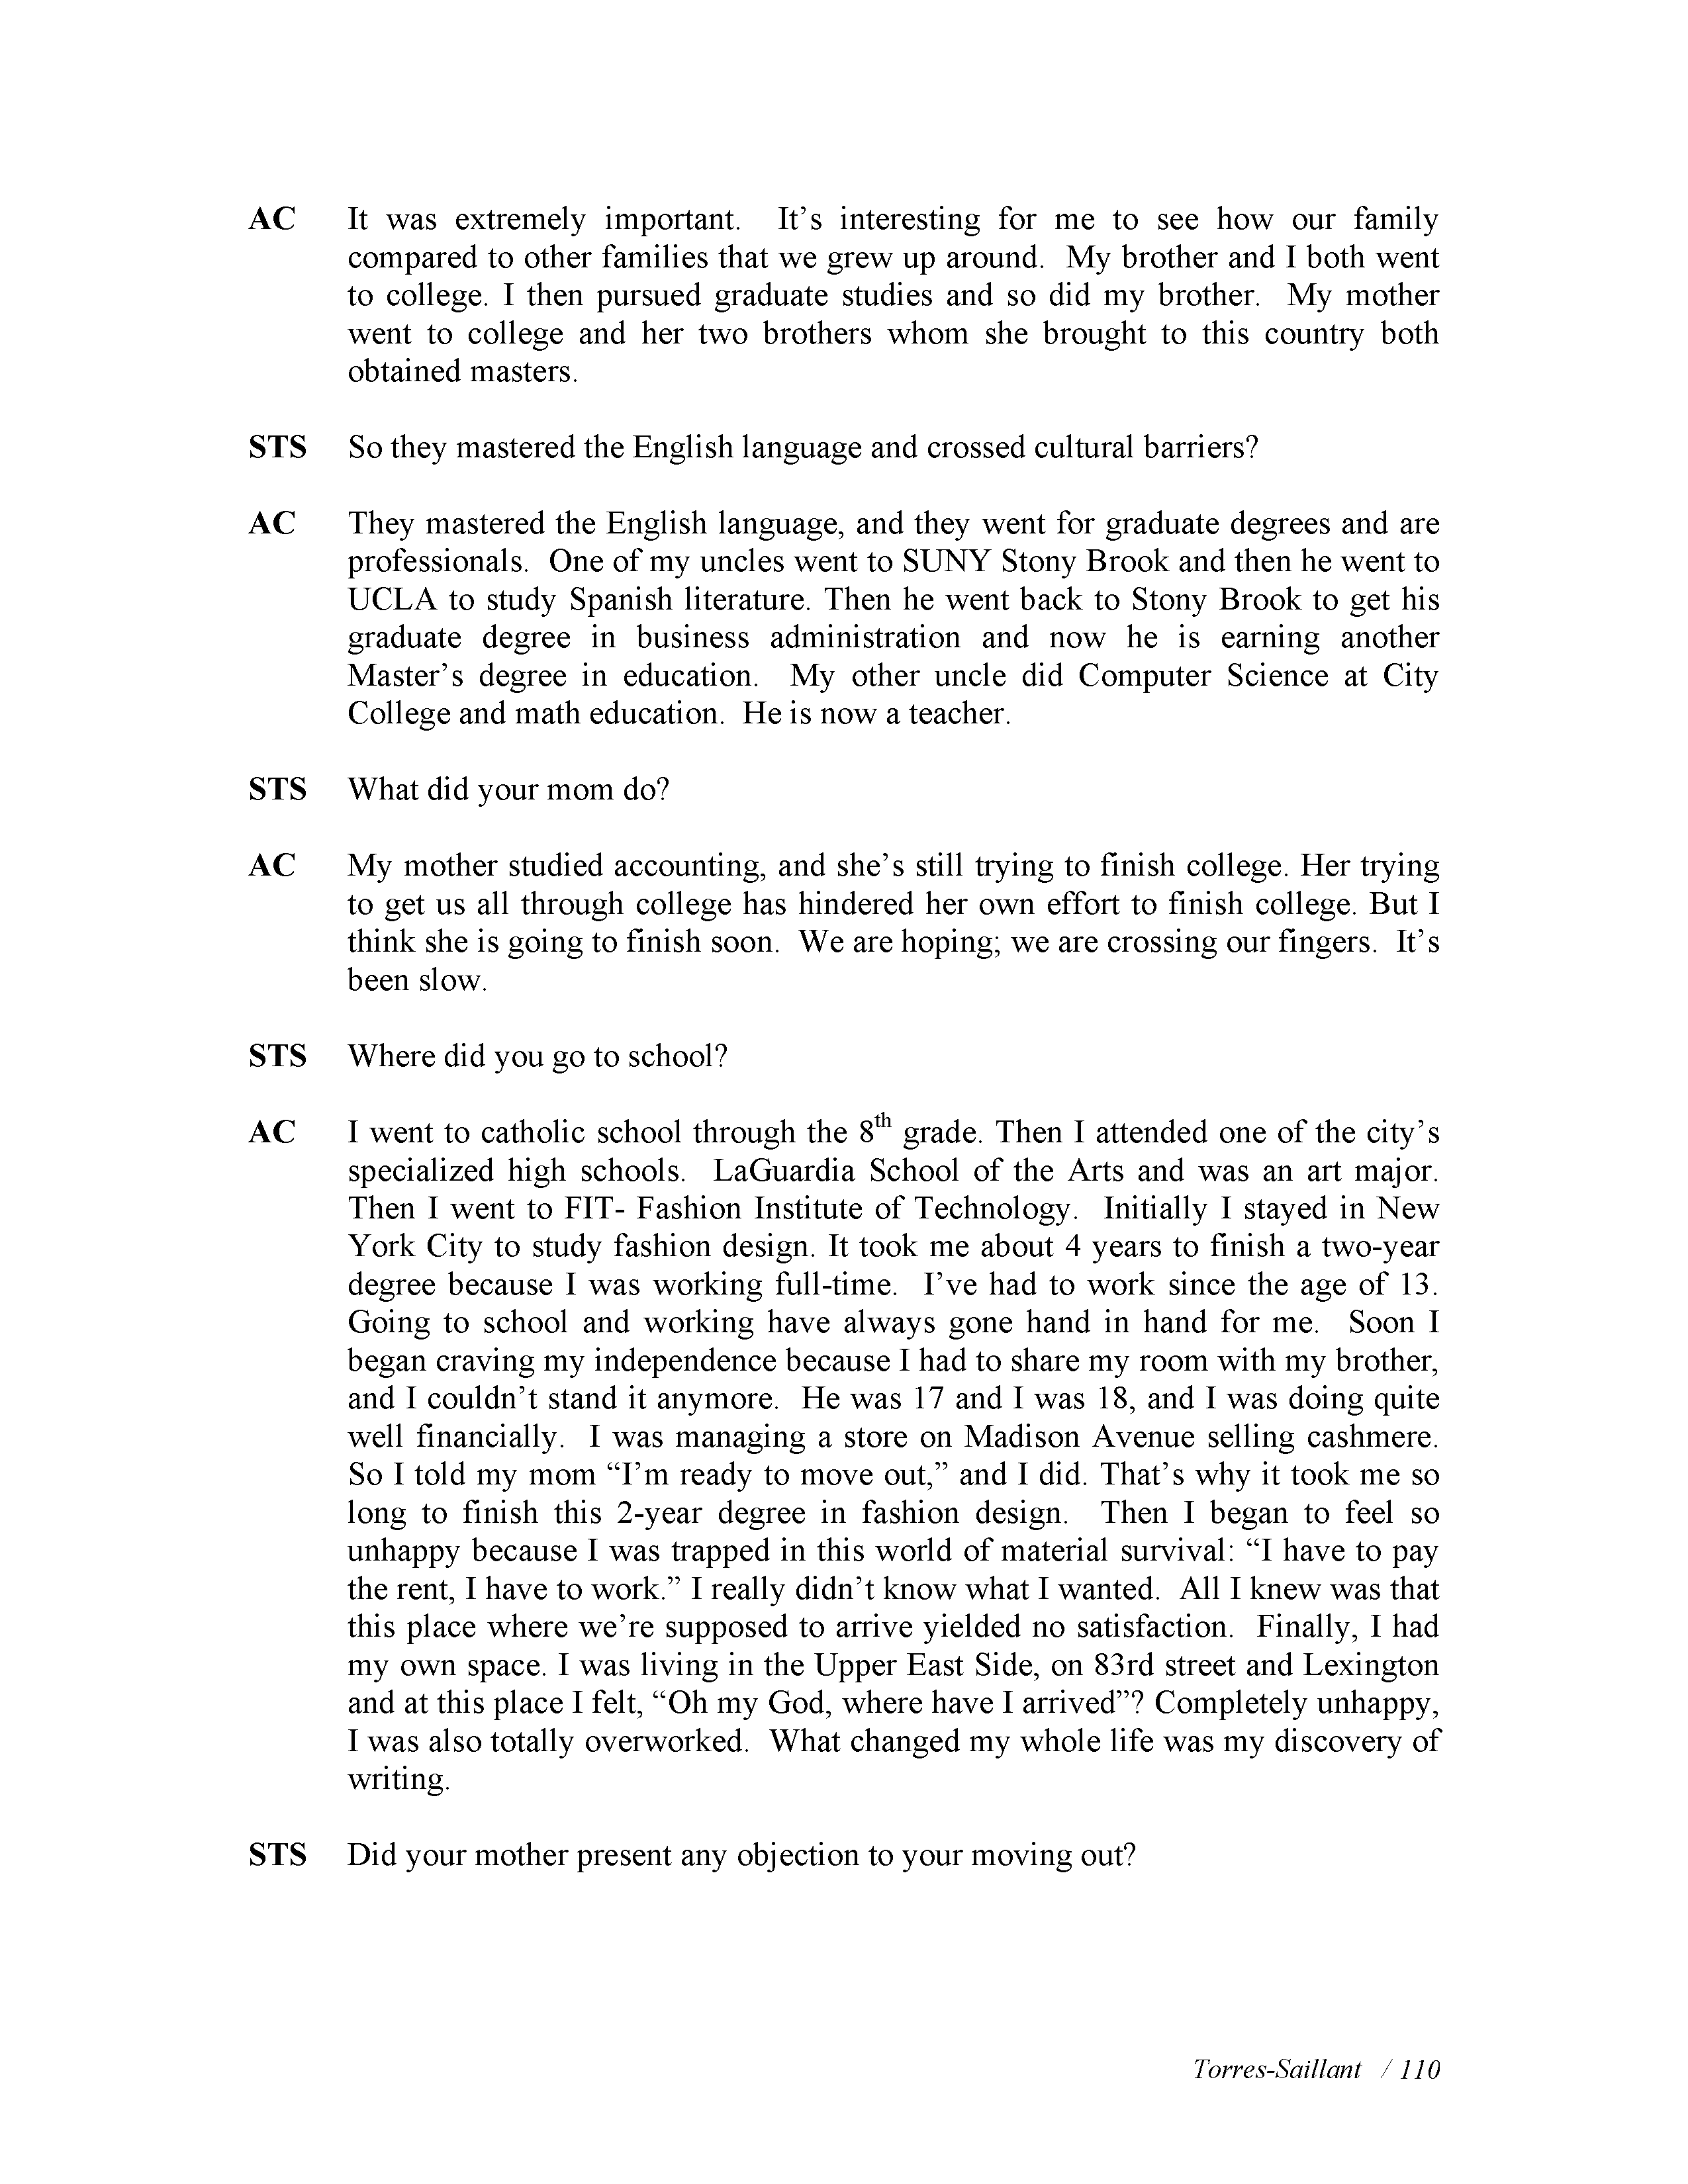 AC It was extremely important. It’s interesting for me to see how our family
compared to other families that we grew up around. My brother and I both went
to college. I then pursued graduate studies and so did my brother. My mother
went to college and her two brothers whom she brought to this country both
obtained masters.
STS So they mastered the English language and crossed cultural barriers?
AC They mastered the English language, and they went for graduate degrees and are
professionals. One of my uncles went to SUNY Stony Brook and then he went to
UCLA to study Spanish literature. Then he went back to Stony Brook to get his
graduate degree in business administration and now he is earning another
Master’s degree in education. My other uncle did Computer Science at City
College and math education. He is now a teacher.
STS What did your mom do?
AC My mother studied accounting, and she’s still trying to finish college. Her trying
to get us all through college has hindered her own effort to finish college. But I
think she is going to finish soon. We are hoping; we are crossing our fingers. It’s
been slow.
STS Where did you go to school?
AC I went to catholic school through the 8th grade. Then I attended one of the city’s
specialized high schools. LaGuardia School of the Arts and was an art major.
Then I went to FIT- Fashion Institute of Technology. Initially I stayed in New
York City to study fashion design. It took me about 4 years to finish a two-year
degree because I was working full-time. I’ve had to work since the age of 13.
Going to school and working have always gone hand in hand for me. Soon I
began craving my independence because I had to share my room with my brother,
and I couldn’t stand it anymore. He was 17 and I was 18, and I was doing quite
well financially. I was managing a store on Madison Avenue selling cashmere.
So I told my mom “I’m ready to move out,” and I did. That’s why it took me so
long to finish this 2-year degree in fashion design. Then I began to feel so
unhappy because I was trapped in this world of material survival: “I have to pay
the rent, I have to work.” I really didn’t know what I wanted. All I knew was that
this place where we’re supposed to arrive yielded no satisfaction. Finally, I had
my own space. I was living in the Upper East Side, on 83rd street and Lexington
and at this place I felt, “Oh my God, where have I arrived”? Completely unhappy,
I was also totally overworked. What changed my whole life was my discovery of
writing.
STS Did your mother present any objection to your moving out?
Torres-Saillant / 110